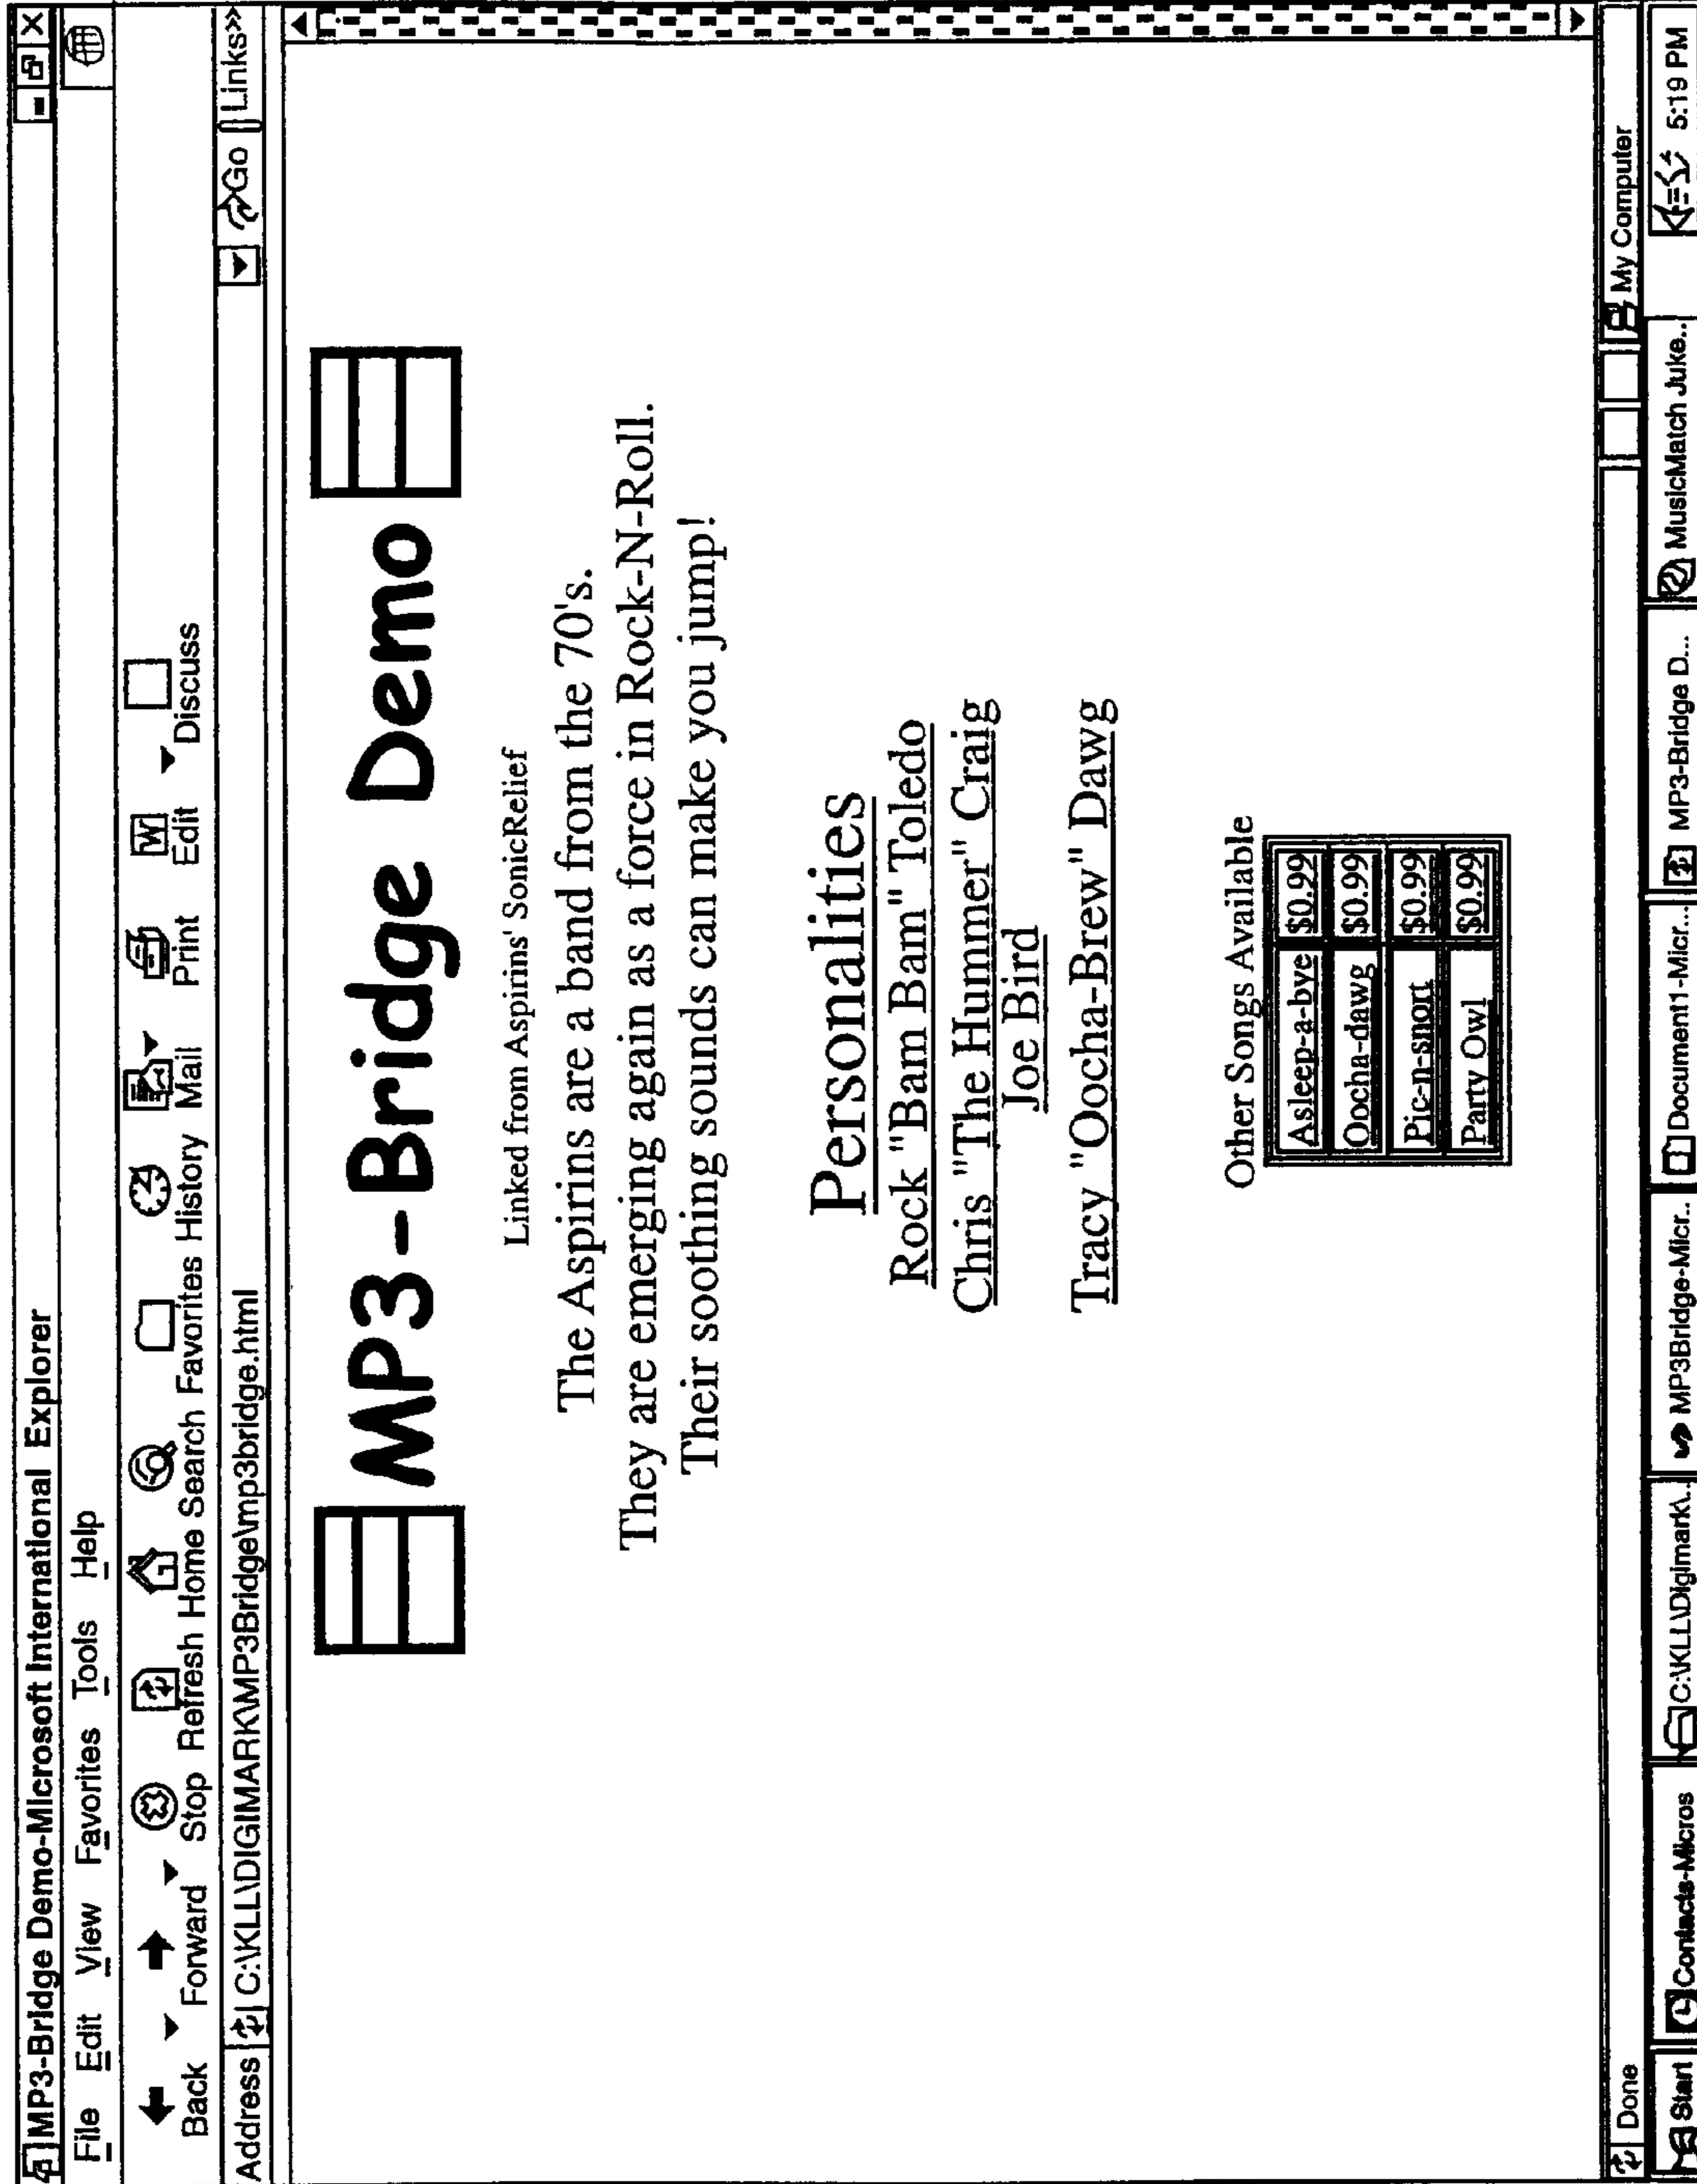 MP3-Bridge Demo-Microsoft International Explorer
File Edit View Favorites Tools Help
Back Forward Stop Refresh Home Search Favorites History Mail Print Edit Discuss
Address C:\KLL\DIGIMARK\MP3Bridge\mp3bridge.html Go Links»
MP3-Bridge Demo
Linked from Aspirins' SonicRelief
The Aspirins are a band from the 70's.
They are emerging again as a force in Rock-N-Roll.
Their soothing sounds can make you jump!
Personalities
Rock "Bam Bam" Toledo
Chris "The Hummer" Craig
Joe Bird
Tracy "Oocha-Brew" Dawg
Other Songs Available
Asleep-a-bye $0.99
Oocha-dawg $0.99
Pic-n-snort $0.99
Party Owl $0.99
Done My Computer
Start Contacts-Micros C:\KLL\Digimark\.. MP3Bridge-Micr.. Document1-Micr... MP3-Bridge D... MusicMatch Juke.. 5:19 PM